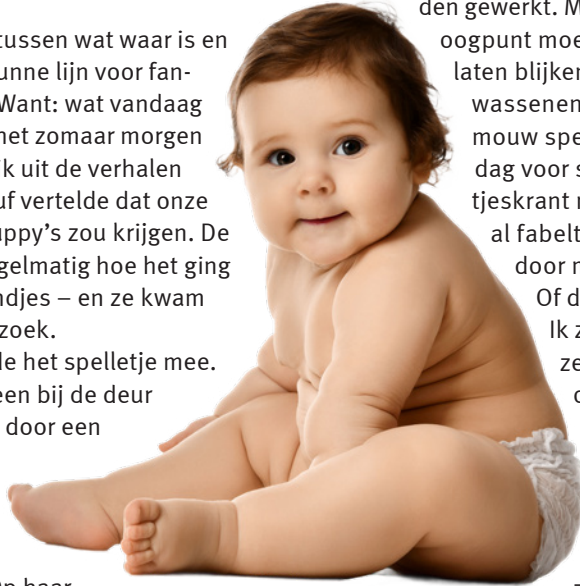 tussen wat waar is en
unne lijn voor fan-
Want: wat vandaag
het zomaar morgen
k uit de verhalen
uf vertelde dat onze
uppy’s zou krijgen. De
gelmatig hoe het ging
ndjes – en ze kwam
zoek.
de het spelletje mee.
een bij de deur
door een
haar
den gewerkt. M
oogpunt moe
laten blijken
wassenen
mouw spe
dag voor s
tjeskrant
al fabelt
door
Of d
Ik z
ze